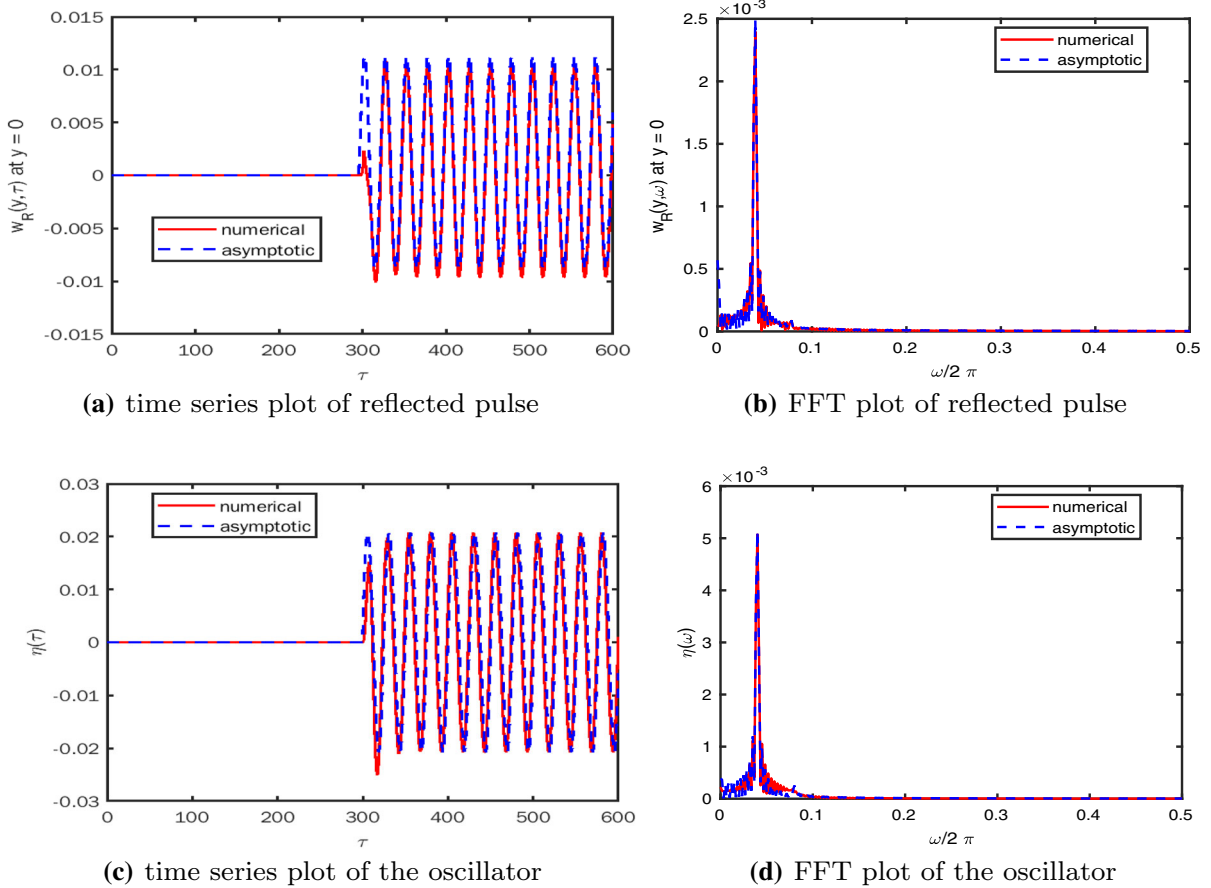 0.015
0.01
0.005
0
-0.005
-0.01
-0.015
w_R(y,τ) at y = 0
numerical
asymptotic
0 100 200 300 400 500 600
τ
(a) time series plot of reflected pulse
×10^-3
2.5
2
1.5
1
0.5
0
w_R(y,ω) at y = 0
numerical
asymptotic
0 0.1 0.2 0.3 0.4 0.5
ω/2 π
(b) FFT plot of reflected pulse
0.03
0.02
0.01
0
-0.01
-0.02
-0.03
η(τ)
numerical
asymptotic
0 100 200 300 400 500 600
τ
(c) time series plot of the oscillator
×10^-3
6
5
4
3
2
1
0
η(ω)
numerical
asymptotic
0 0.1 0.2 0.3 0.4 0.5
ω/2 π
(d) FFT plot of the oscillator